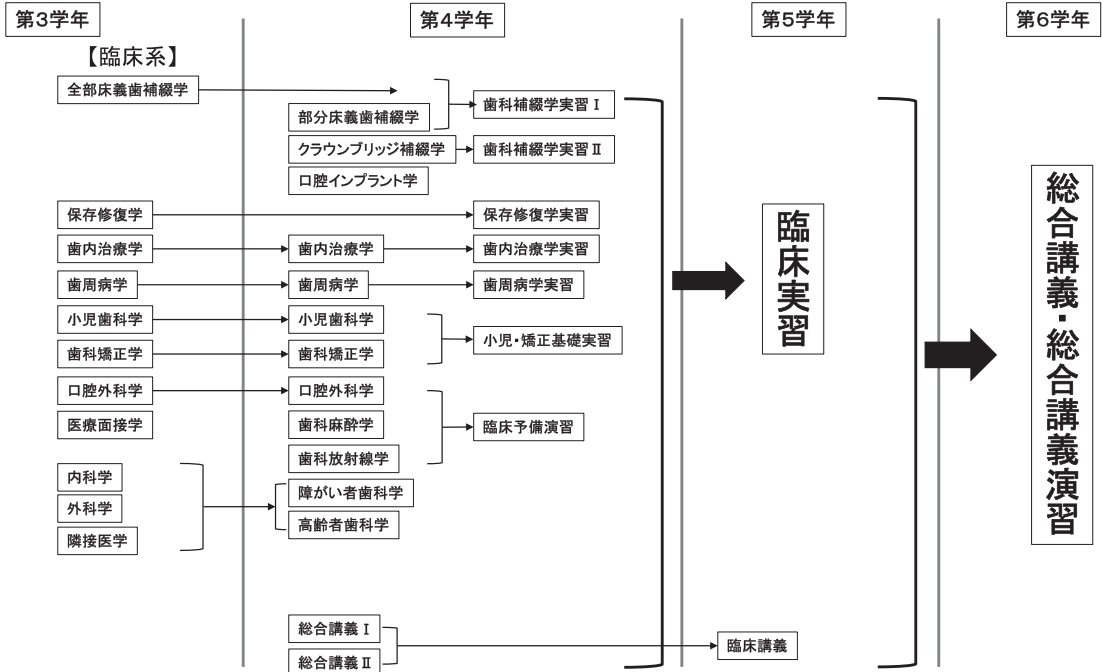 第3学年
第4学年
第5学年
第6学年
【臨床系】
全部床義歯補綴学
部分床義歯補綴学
歯科補綴学実習Ⅰ
クラウンブリッジ補綴学
歯科補綴学実習Ⅱ
口腔インプラント学
保存修復学
保存修復学実習
歯内治療学
歯内治療学
歯内治療学実習
歯周病学
歯周病学
歯周病学実習
小児歯科学
小児歯科学
小児・矯正基礎実習
歯科矯正学
歯科矯正学
口腔外科学
口腔外科学
医療面接学
歯科麻酔学
臨床予備演習
歯科放射線学
内科学
外科学
隣接医学
障がい者歯科学
高齢者歯科学
総合講義Ⅰ
総合講義Ⅱ
臨床講義
臨床実習
総合講義・総合講義演習